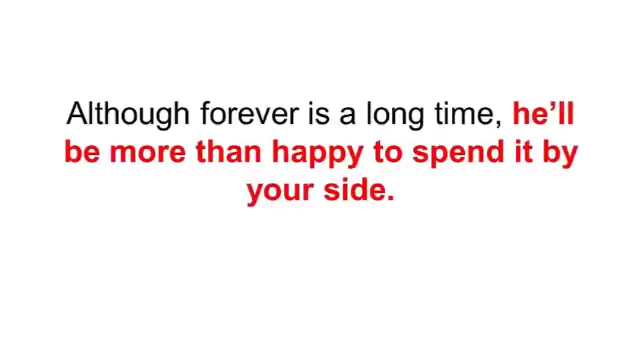 Although forever is a long time, he’ll
be more than happy to spend it by
your side.